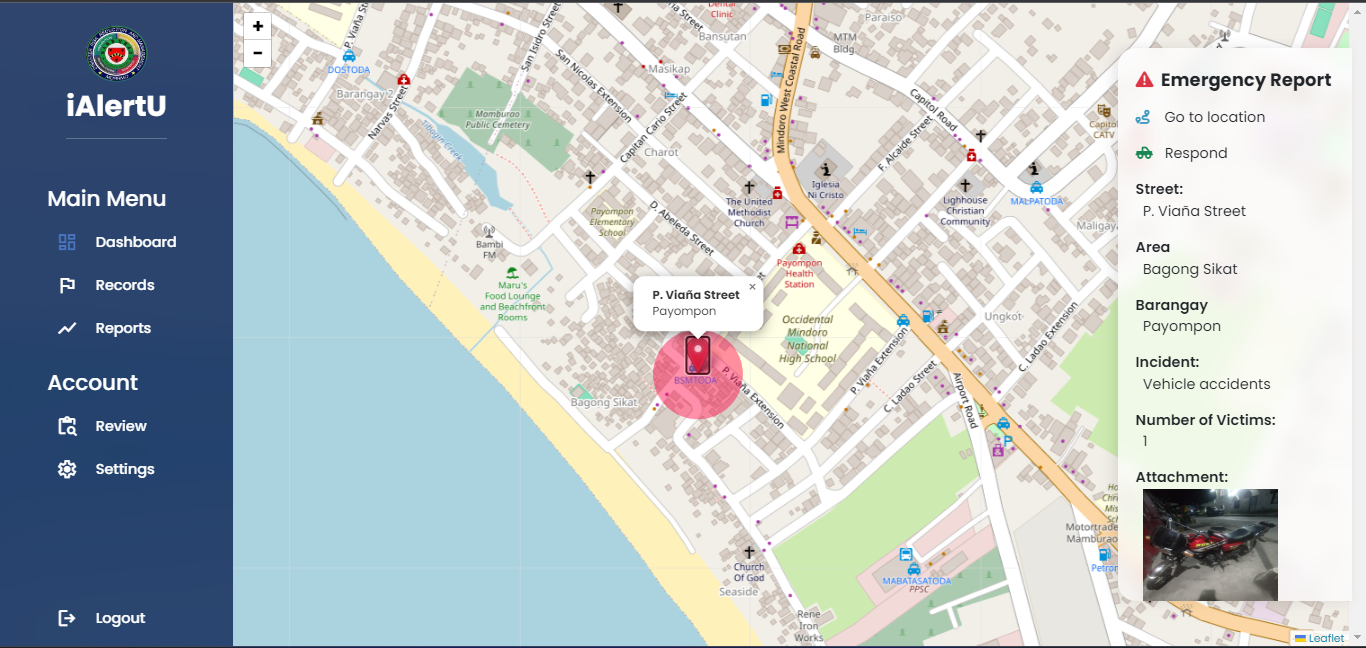 iAlertU
Main Menu
Dashboard
Records
Reports
Account
Review
Settings
Logout
+
−
P. Viaña St
DOSTODA
Barangay 2
Narvas Street
San Isidro Street
San Nicolas Extension
Mamburao
Public Cemetery
Tibagan Creek
Masikap
Bansutan
Dental
Clinic
MTM
Bldg
Paraiso
Mindoro West Coastal Road
Capitan Cario Street
Charot
Capitol Road
F. Alcaide Street
Capitol
CATV
Iglesia
Ni Cristo
The United
Methodist
Church
Lighhouse
Christian
Community
MALPATODA
Maligaya
Payompon
Elementary
School
D. Abeleda Street
Bambi
FM
Maru's
Food Lounge
and Beachfront
Rooms
Payompon
Health
Station
P. Viaña Street
Payompon
×
Occidental
Mindoro
National
High School
Ungkot
C. Ladao Extension
BSMTODA
P. Viaña Extension
P. Viaña Extension
C. Ladao Street
Airport Road
Bagong Sikat
Church
Of God
Seaside
Rene
Iron
Works
MABATASATODA
PPSC
Motortrade
Mamburao
Petron
Emergency Report
Go to location
Respond
Street:
P. Viaña Street
Area
Bagong Sikat
Barangay
Payompon
Incident:
Vehicle accidents
Number of Victims:
1
Attachment:
Leaflet